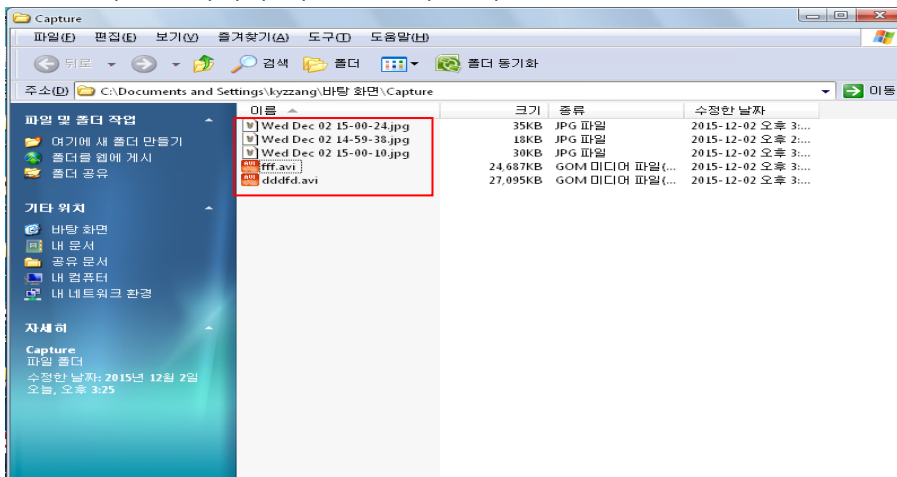 Capture
파일(F) 편집(E) 보기(V) 즐겨찾기(A) 도구(T) 도움말(H)
뒤로 검색 폴더 폴더 동기화
주소(D) C:\Documents and Settings\kyzzang\바탕 화면\Capture 이동
파일 및 폴더 작업
여기에 새 폴더 만들기
폴더를 웹에 게시
폴더 공유
기타 위치
바탕 화면
내 문서
공유 문서
내 컴퓨터
내 네트워크 환경
자세히
Capture
파일 폴더
수정한 날짜: 2015년 12월 2일
오늘, 오후 3:25
이름 크기 종류 수정한 날짜
Wed Dec 02 15-00-24.jpg 35KB JPG 파일 2015-12-02 오후 3:...
Wed Dec 02 14-59-38.jpg 18KB JPG 파일 2015-12-02 오후 2:...
Wed Dec 02 15-00-10.jpg 30KB JPG 파일 2015-12-02 오후 3:...
fff.avi 24,687KB GOM 미디어 파일(... 2015-12-02 오후 3:...
dddfd.avi 27,095KB GOM 미디어 파일(... 2015-12-02 오후 3:...